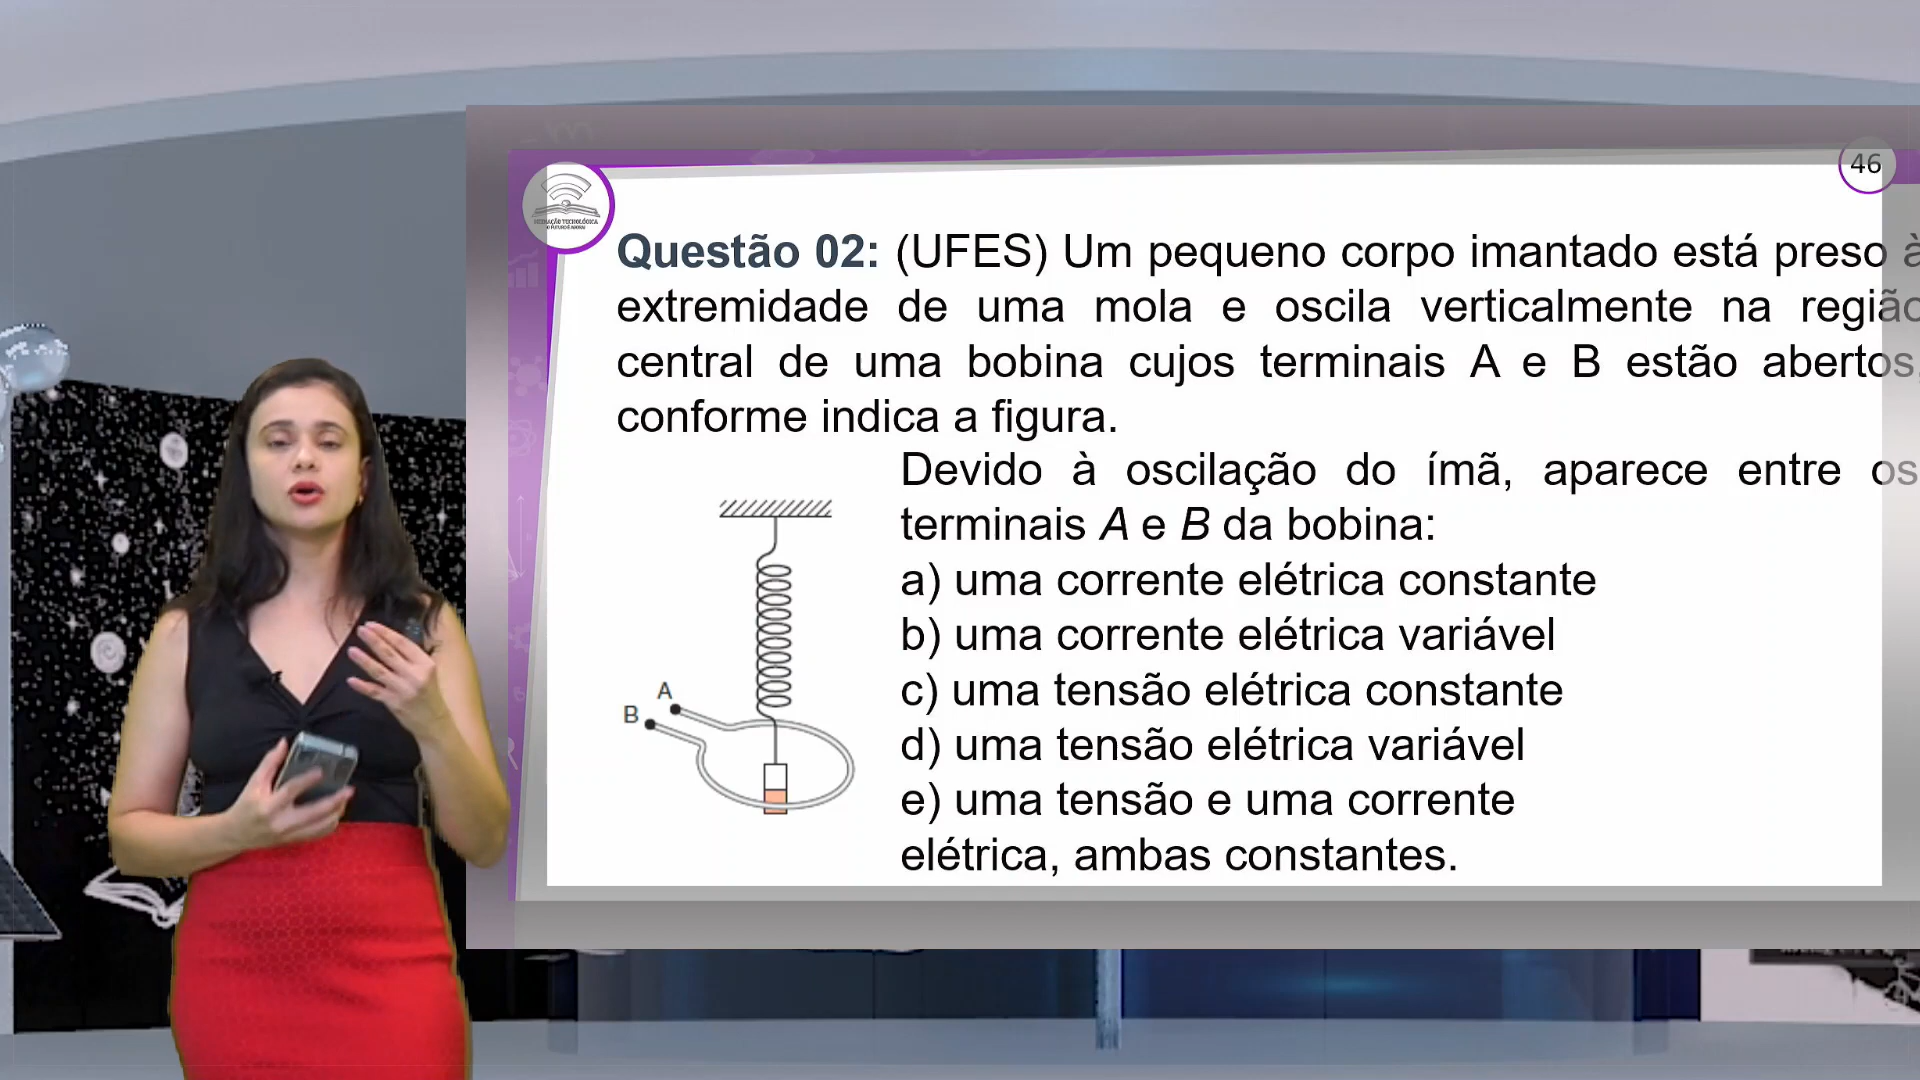 46
Questão 02: (UFES) Um pequeno corpo imantado está preso à
extremidade de uma mola e oscila verticalmente na região
central de uma bobina cujos terminais A e B estão abertos,
conforme indica a figura.
Devido à oscilação do ímã, aparece entre os
terminais A e B da bobina:
a) uma corrente elétrica constante
b) uma corrente elétrica variável
c) uma tensão elétrica constante
d) uma tensão elétrica variável
e) uma tensão e uma corrente
elétrica, ambas constantes.
A
B